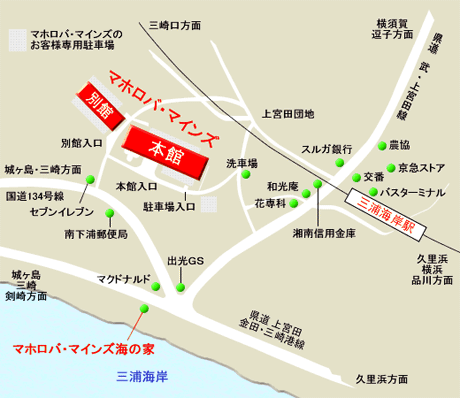 マホロバ・マインズの
お客様専用駐車場
三崎口方面
横須賀
逗子方面
県道 武・上宮田線
マホロバ・マインズ
別館
本館
上宮田団地
別館入口
スルガ銀行
農協
洗車場
京急ストア
交番
城ヶ島・三崎方面
本館入口
和光庵
バスターミナル
国道134号線
駐車場入口
花専科
三浦海岸駅
セブンイレブン
湘南信用金庫
南下浦郵便局
出光GS
久里浜
横浜
品川方面
城ヶ島
三崎
剣崎方面
マクドナルド
県道 上宮田
金田・三崎港線
マホロバ・マインズ海の家
三浦海岸
久里浜方面